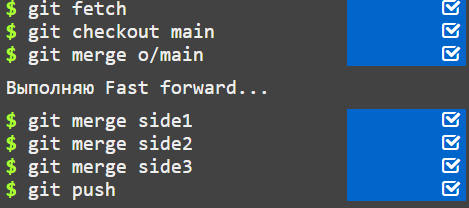 $ git fetch
$ git checkout main
$ git merge o/main
Выполняю Fast forward...
$ git merge side1
$ git merge side2
$ git merge side3
$ git push